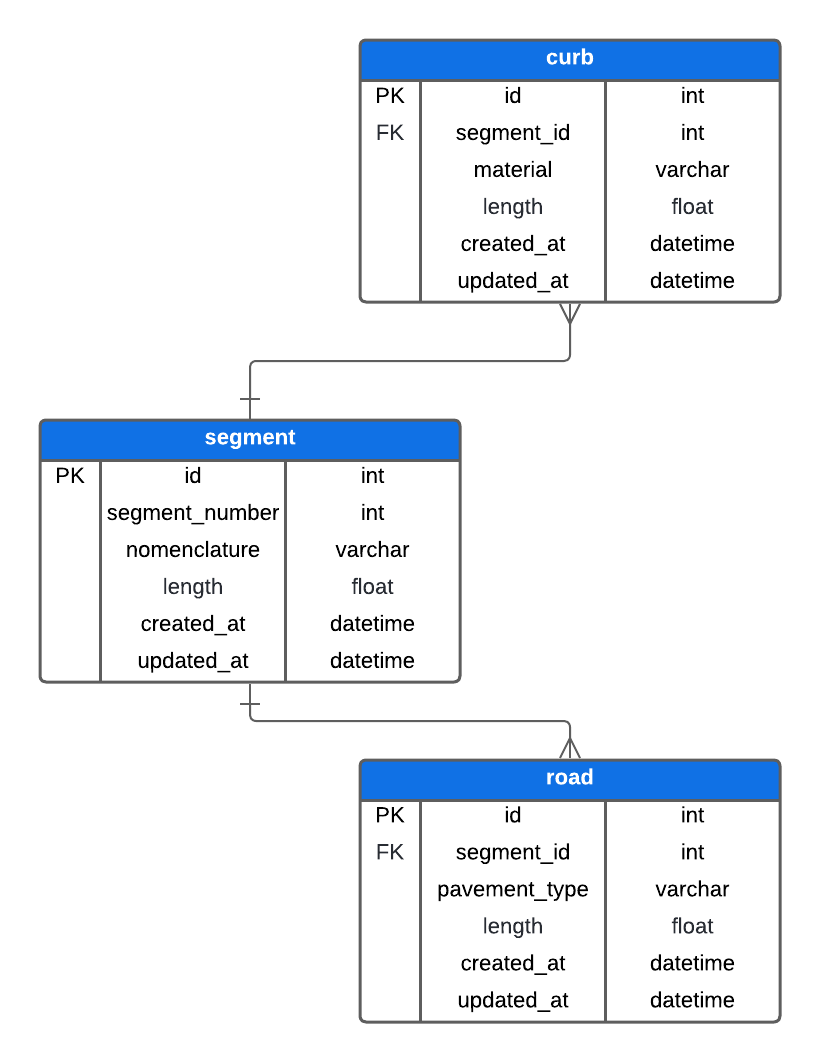 curb
PK id int
FK segment_id int
material varchar
length float
created_at datetime
updated_at datetime
segment
PK id int
segment_number int
nomenclature varchar
length float
created_at datetime
updated_at datetime
road
PK id int
FK segment_id int
pavement_type varchar
length float
created_at datetime
updated_at datetime